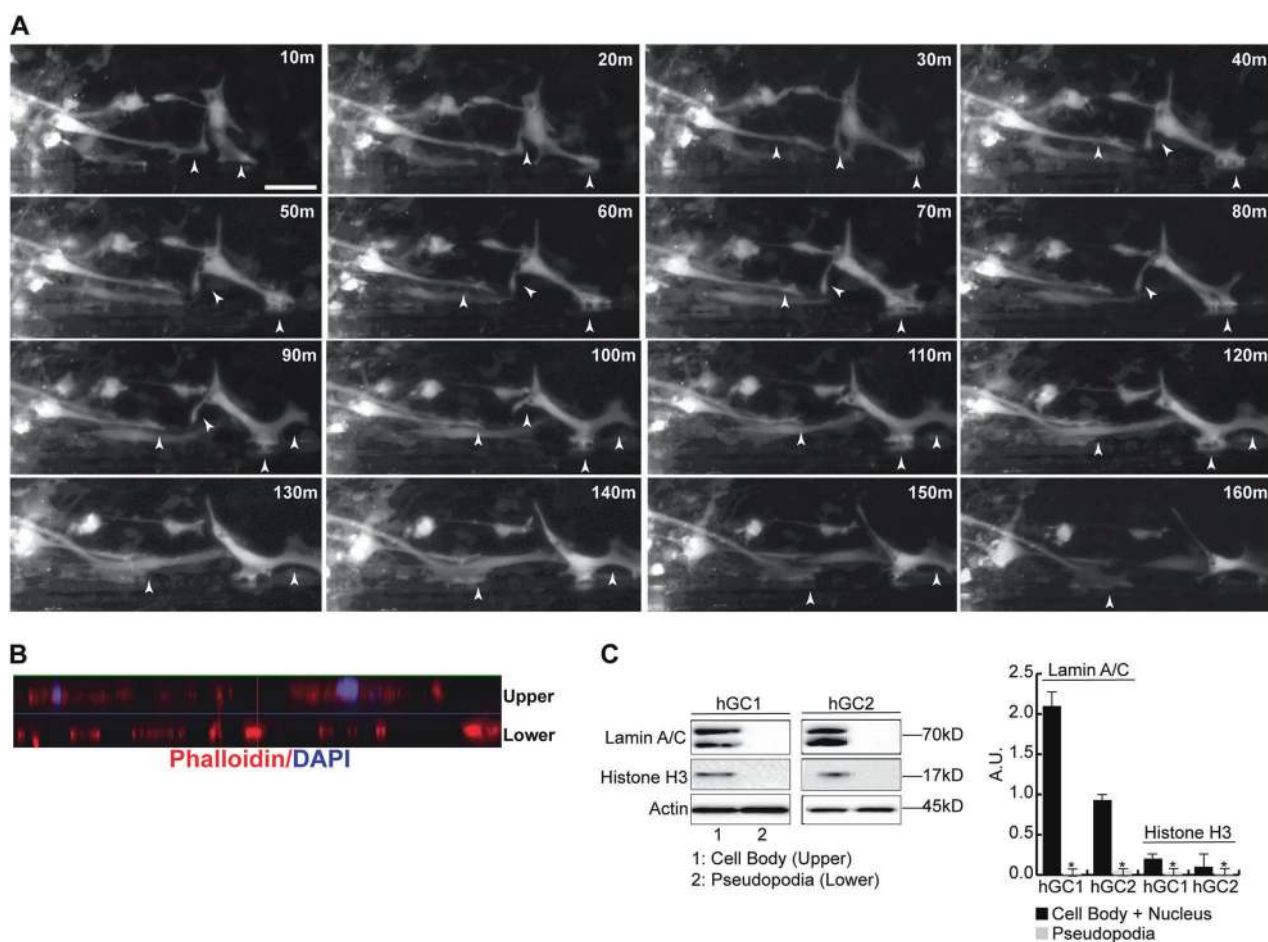 A
10m 20m 30m 40m
50m 60m 70m 80m
90m 100m 110m 120m
130m 140m 150m 160m
B
Upper
Lower
Phalloidin/DAPI
C
hGC1 hGC2
Lamin A/C 70kD
Histone H3 17kD
Actin 45kD
1 2
1: Cell Body (Upper)
2: Pseudopodia (Lower)
2.5
2.0
1.5
1.0
0.5
0.0
A.U.
Lamin A/C
Histone H3
* * * *
hGC1 hGC2 hGC1 hGC2
Cell Body + Nucleus
Pseudopodia